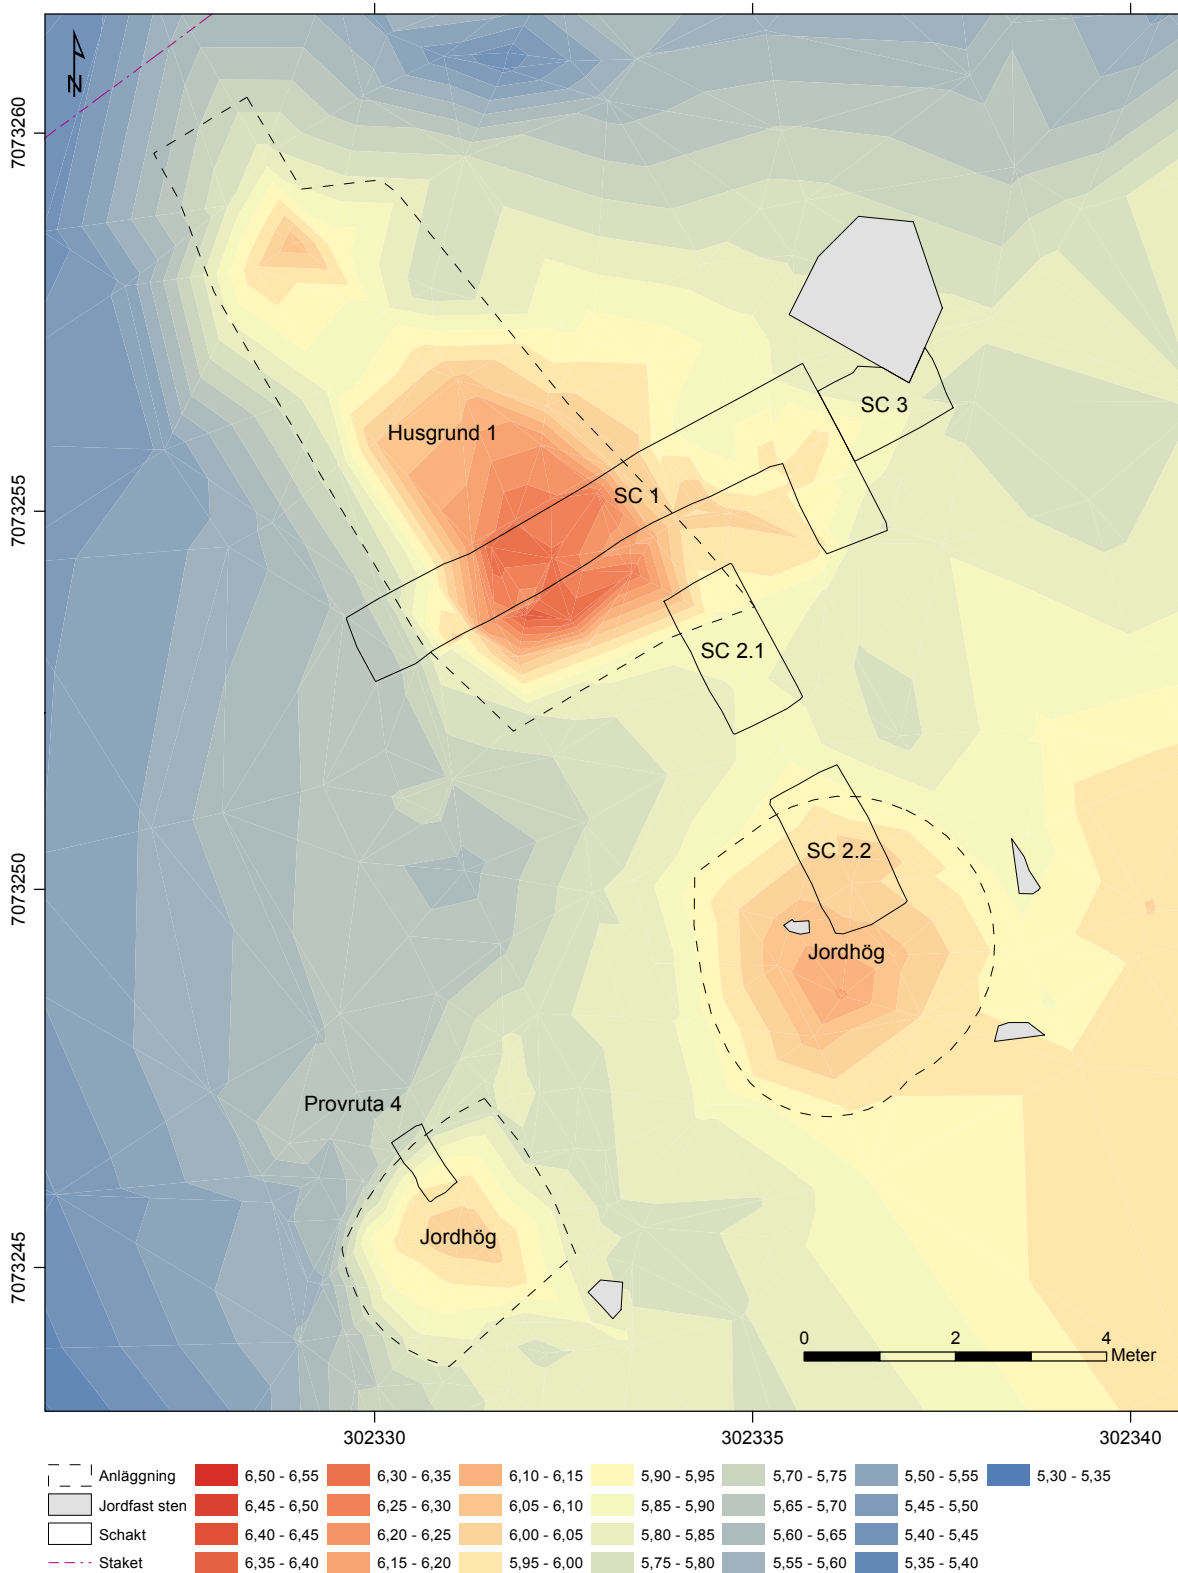 N
7073260
7073255
7073250
7073245
Husgrund 1
SC 3
SC 1
SC 2.1
SC 2.2
Jordhög
Provruta 4
Jordhög
0 2 4
Meter
302330 302335 302340
Anläggning 6,50 - 6,55 6,30 - 6,35 6,10 - 6,15 5,90 - 5,95 5,70 - 5,75 5,50 - 5,55 5,30 - 5,35
Jordfast sten 6,45 - 6,50 6,25 - 6,30 6,05 - 6,10 5,85 - 5,90 5,65 - 5,70 5,45 - 5,50
Schakt 6,40 - 6,45 6,20 - 6,25 6,00 - 6,05 5,80 - 5,85 5,60 - 5,65 5,40 - 5,45
Staket 6,35 - 6,40 6,15 - 6,20 5,95 - 6,00 5,75 - 5,80 5,55 - 5,60 5,35 - 5,40